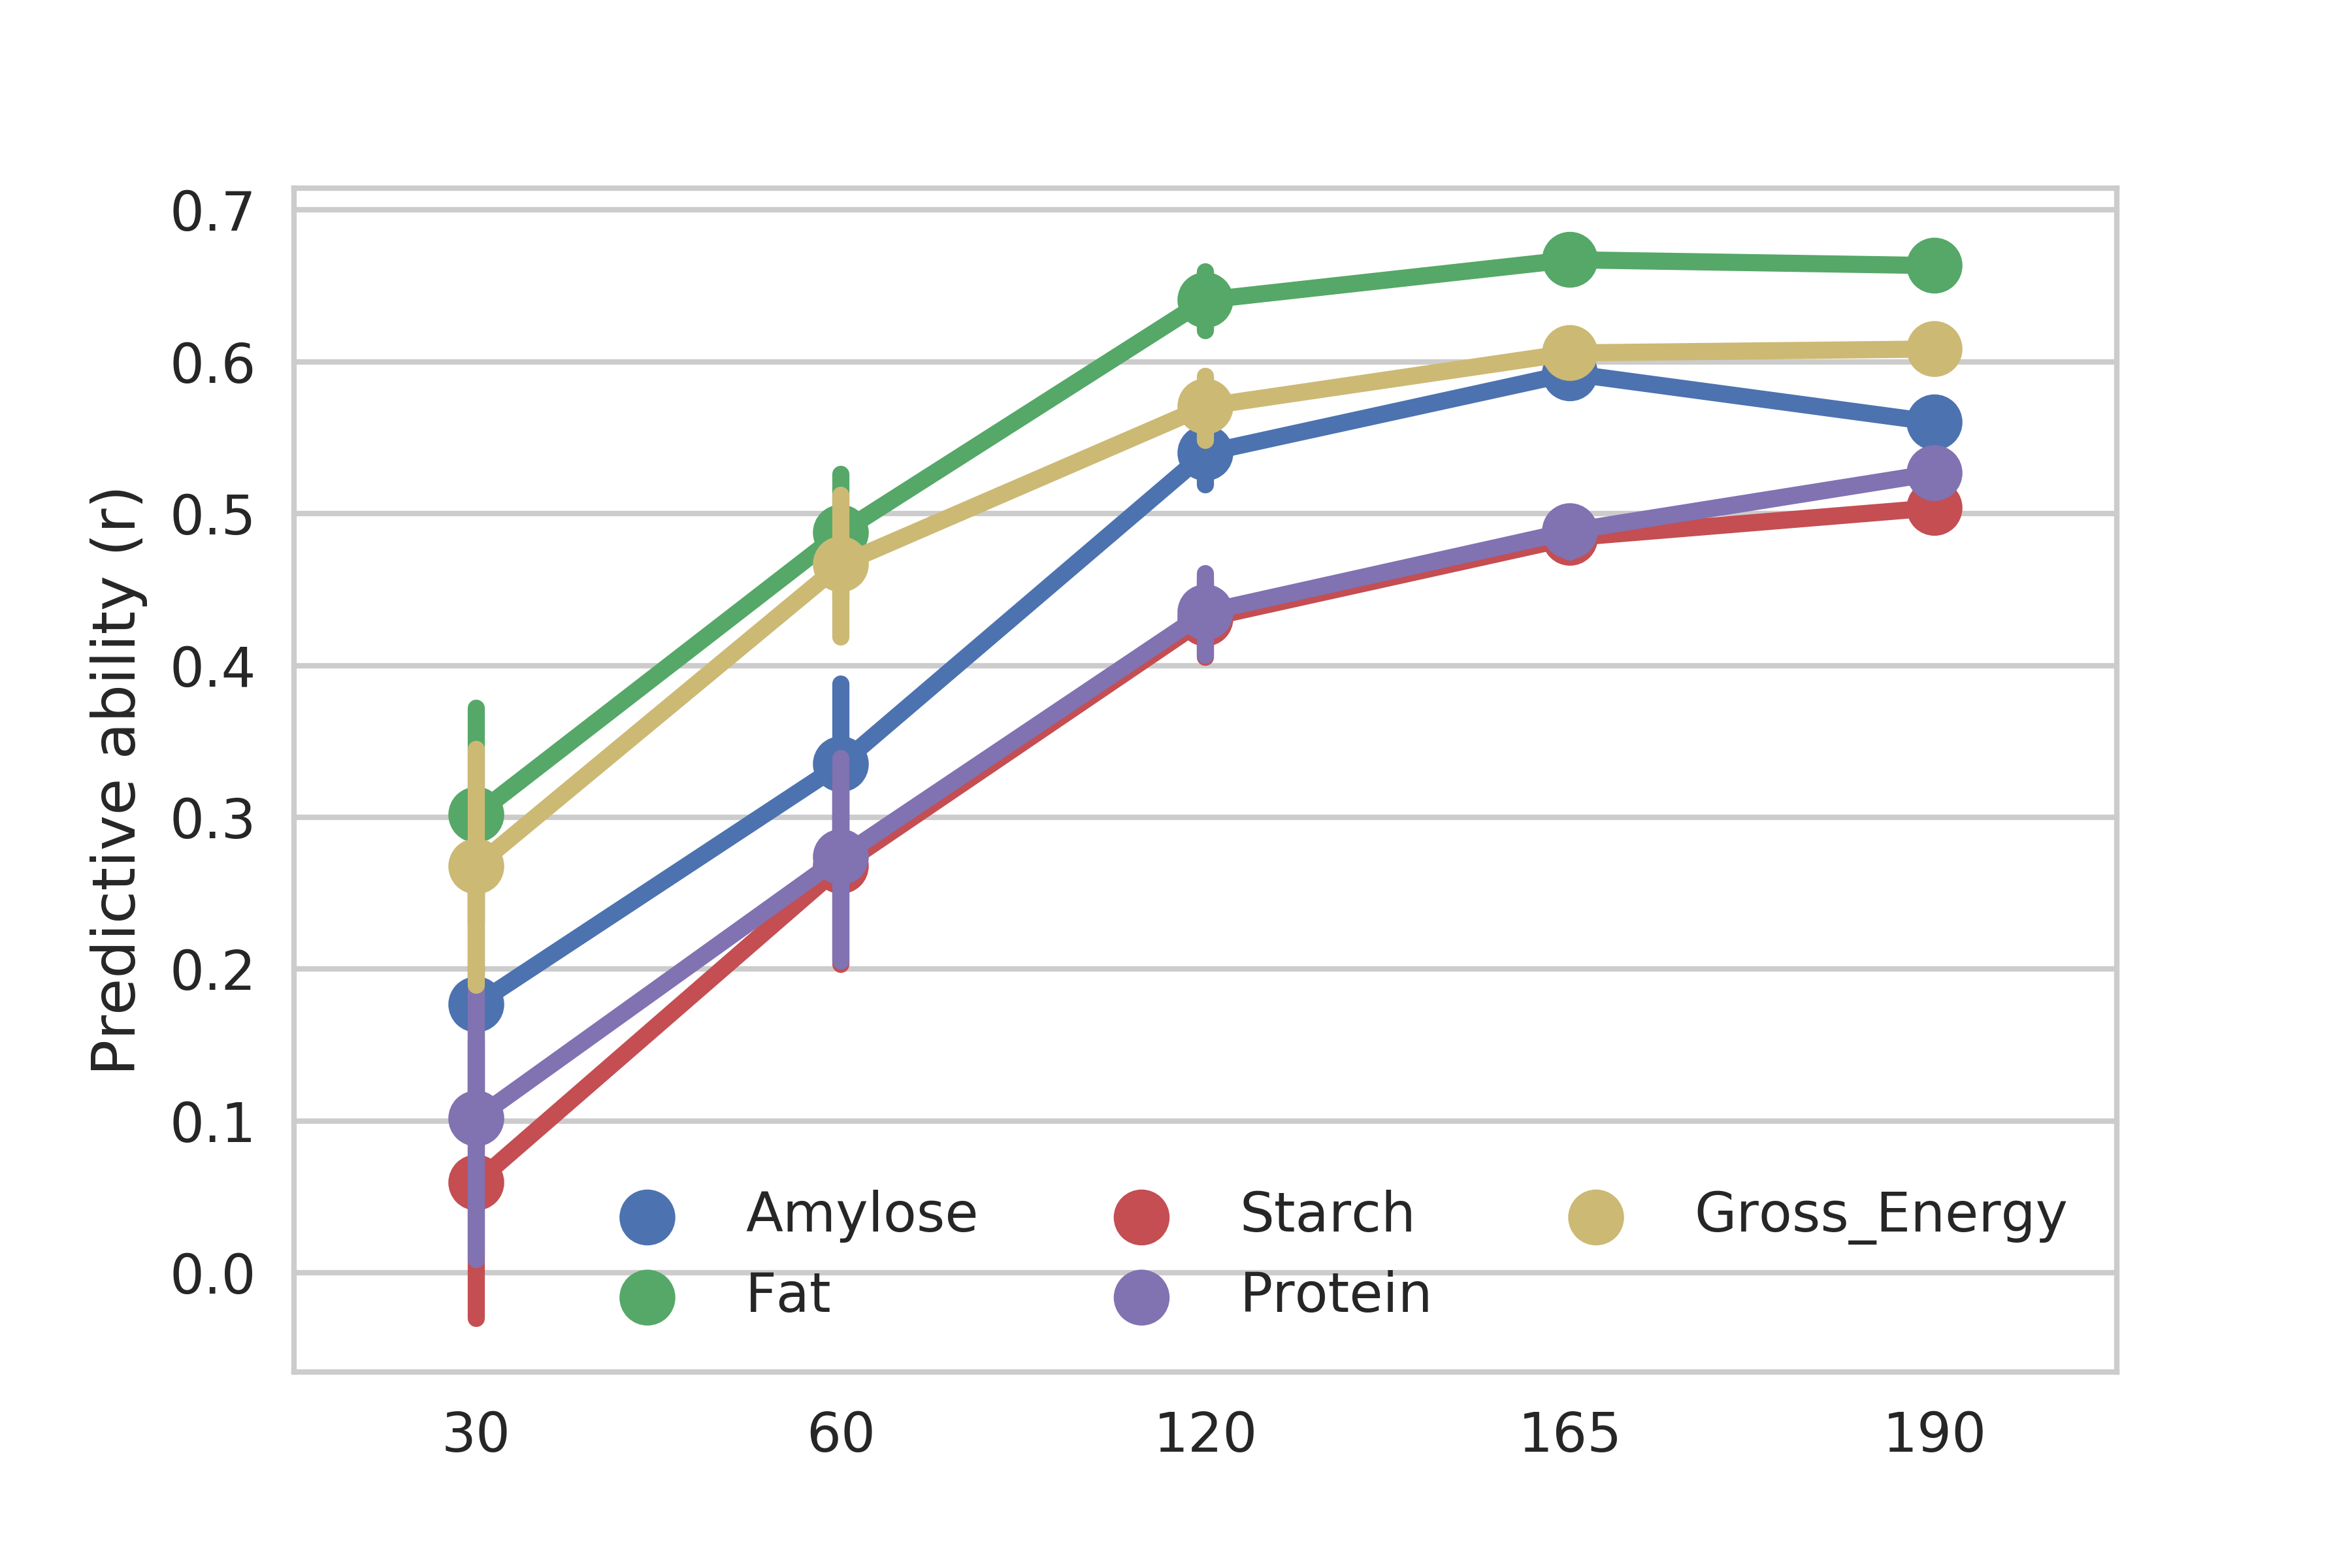 Predictive ability (r)
0.7
0.6
0.5
0.4
0.3
0.2
0.1
0.0
Amylose
Fat
Starch
Protein
Gross_Energy
30 60 120 165 190